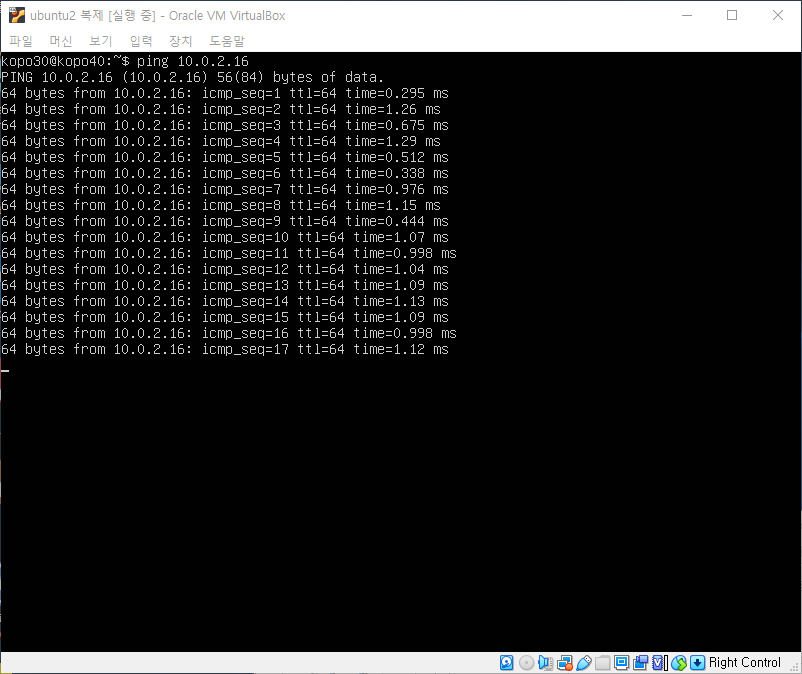 ubuntu2 복제 [실행 중] - Oracle VM VirtualBox
파일 머신 보기 입력 장치 도움말
kopo30@kopo40:~$ ping 10.0.2.16
PING 10.0.2.16 (10.0.2.16) 56(84) bytes of data.
64 bytes from 10.0.2.16: icmp_seq=1 ttl=64 time=0.295 ms
64 bytes from 10.0.2.16: icmp_seq=2 ttl=64 time=1.26 ms
64 bytes from 10.0.2.16: icmp_seq=3 ttl=64 time=0.675 ms
64 bytes from 10.0.2.16: icmp_seq=4 ttl=64 time=1.29 ms
64 bytes from 10.0.2.16: icmp_seq=5 ttl=64 time=0.512 ms
64 bytes from 10.0.2.16: icmp_seq=6 ttl=64 time=0.338 ms
64 bytes from 10.0.2.16: icmp_seq=7 ttl=64 time=0.976 ms
64 bytes from 10.0.2.16: icmp_seq=8 ttl=64 time=1.15 ms
64 bytes from 10.0.2.16: icmp_seq=9 ttl=64 time=0.444 ms
64 bytes from 10.0.2.16: icmp_seq=10 ttl=64 time=1.07 ms
64 bytes from 10.0.2.16: icmp_seq=11 ttl=64 time=0.998 ms
64 bytes from 10.0.2.16: icmp_seq=12 ttl=64 time=1.04 ms
64 bytes from 10.0.2.16: icmp_seq=13 ttl=64 time=1.09 ms
64 bytes from 10.0.2.16: icmp_seq=14 ttl=64 time=1.13 ms
64 bytes from 10.0.2.16: icmp_seq=15 ttl=64 time=1.09 ms
64 bytes from 10.0.2.16: icmp_seq=16 ttl=64 time=0.998 ms
64 bytes from 10.0.2.16: icmp_seq=17 ttl=64 time=1.12 ms
Right Control